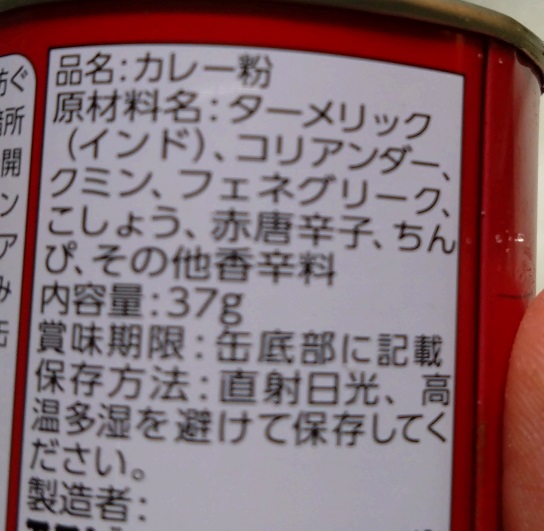 品名:カレー粉
原材料名:ターメリック
(インド)、コリアンダー、
クミン、フェネグリーク、
こしょう、赤唐辛子、ちん
ぴ、その他香辛料
内容量:37g
賞味期限:缶底部に記載
保存方法:直射日光、高
温多湿を避けて保存してく
ださい。
製造者: